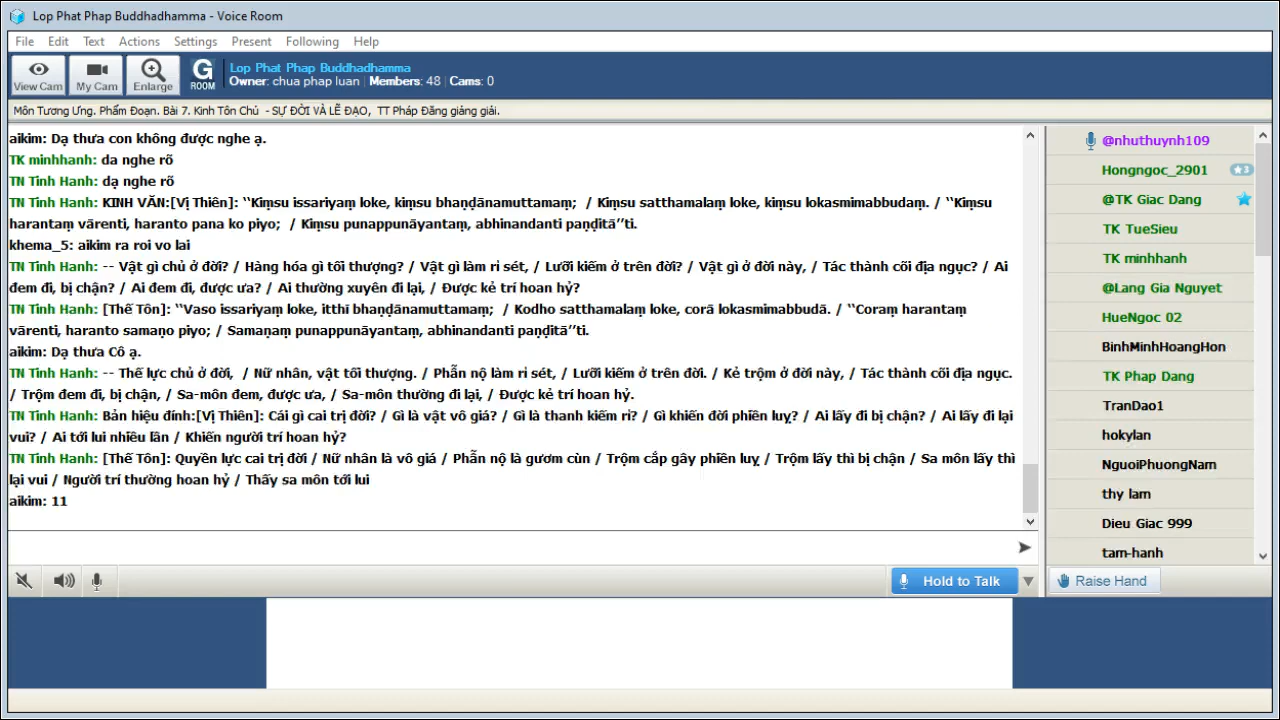 Lop Phat Phap Buddhadhamma - Voice Room
File Edit Text Actions Settings Present Following Help
View Cam My Cam Enlarge G ROOM
Lop Phat Phap Buddhadhamma
Owner: chua phap luan | Members: 48 | Cams: 0
Môn Tương Ưng. Phẩm Đoạn. Bài 7. Kinh Tôn Chủ - SỰ ĐỜI VÀ LẼ ĐẠO, TT Pháp Đăng giảng giải.
aikim: Dạ thưa con không được nghe ạ.
TK minhhanh: da nghe rõ
TN Tinh Hanh: dạ nghe rõ
TN Tinh Hanh: KINH VĂN:[Vị Thiên]: ‘‘Kiṃsu issariyaṃ loke, kiṃsu bhaṇḍānamuttamaṃ; / Kiṃsu satthamalaṃ loke, kiṃsu lokasmimabbudaṃ. / ‘‘Kiṃsu
harantaṃ vārenti, haranto pana ko piyo; / Kiṃsu punappunāyantaṃ, abhinandanti paṇḍitā’’ti.
khema_5: aikim ra roi vo lai
TN Tinh Hanh: -- Vật gì chủ ở đời? / Hàng hóa gì tối thượng? / Vật gì làm rỉ sét, / Lưỡi kiếm ở trên đời? / Vật gì ở đời này, / Tác thành cõi địa ngục? / Ai
đem đi, bị chận? / Ai đem đi, được ưa? / Ai thường xuyên đi lại, / Được kẻ trí hoan hỷ?
TN Tinh Hanh: [Thế Tôn]: ‘‘Vaso issariyaṃ loke, itthī bhaṇḍānamuttamaṃ; / Kodho satthamalaṃ loke, corā lokasmimabbudā. / ‘‘Coraṃ harantaṃ
vārenti, haranto samaṇo piyo; / Samaṇaṃ punappunāyantaṃ, abhinandanti paṇḍitā’’ti.
aikim: Dạ thưa Cô ạ.
TN Tinh Hanh: -- Thế lực chủ ở đời, / Nữ nhân, vật tối thượng. / Phẫn nộ làm rỉ sét, / Lưỡi kiếm ở trên đời. / Kẻ trộm ở đời này, / Tác thành cõi địa ngục.
/ Trộm đem đi, bị chận, / Sa-môn đem, được ưa, / Sa-môn thường đi lại, / Được kẻ trí hoan hỷ.
TN Tinh Hanh: Bản hiệu đính:[Vị Thiên]: Cái gì cai trị đời? / Gì là vật vô giá? / Gì là thanh kiếm rỉ? / Gì khiến đời phiền luỵ? / Ai lấy đi bị chận? / Ai lấy đi lại
vui? / Ai tới lui nhiều lần / Khiến người trí hoan hỷ?
TN Tinh Hanh: [Thế Tôn]: Quyền lực cai trị đời / Nữ nhân là vô giá / Phẫn nộ là gươm cùn / Trộm cắp gây phiền luỵ / Trộm lấy thì bị chận / Sa môn lấy thì
lại vui / Người trí thường hoan hỷ / Thấy sa môn tới lui
aikim: 11
Hold to Talk
@nhuthuynh109
Hongngoc_2901 3
@TK Giac Dang
TK TueSieu
TK minhhanh
@Lang Gia Nguyet
HueNgoc 02
BinhMinhHoangHon
TK Phap Dang
TranDao1
hokylan
NguoiPhuongNam
thy lam
Dieu Giac 999
tam-hanh
Raise Hand